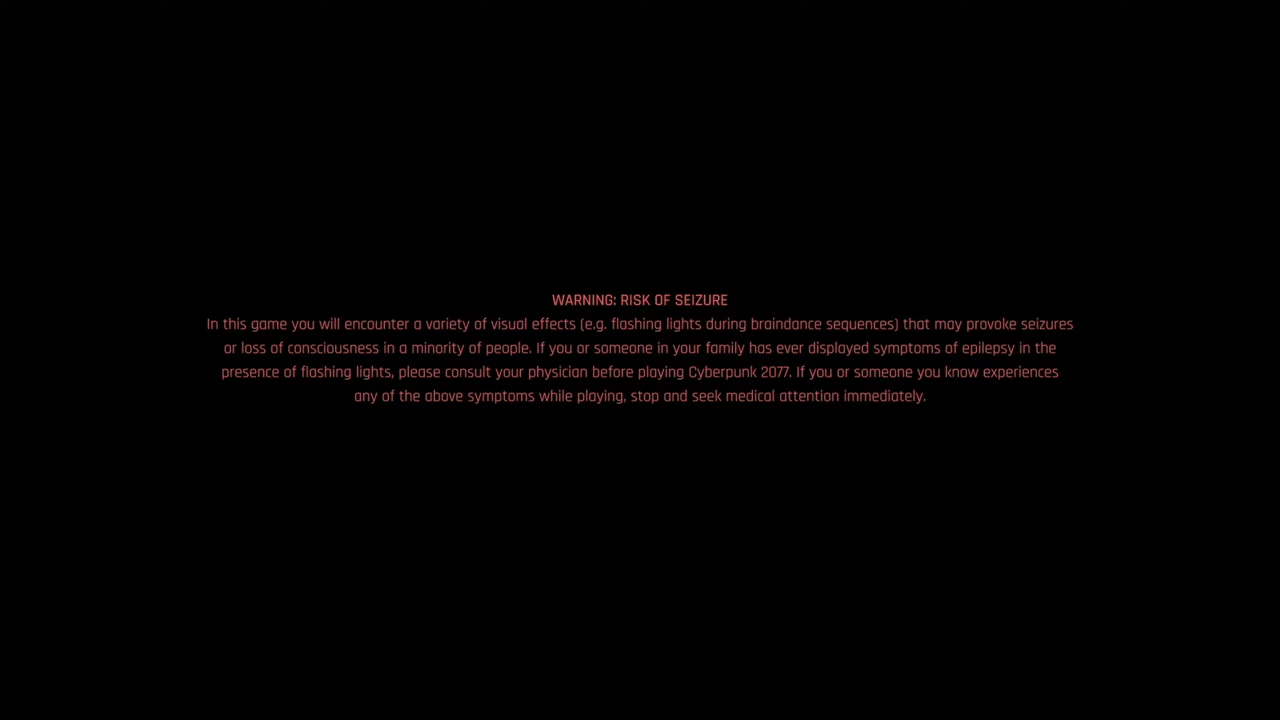 WARNING: RISK OF SEIZURE
In this game you will encounter a variety of visual effects (e.g. flashing lights during braindance sequences) that may provoke seizures
or loss of consciousness in a minority of people. If you or someone in your family has ever displayed symptoms of epilepsy in the
presence of flashing lights, please consult your physician before playing Cyberpunk 2077. If you or someone you know experiences
any of the above symptoms while playing, stop and seek medical attention immediately.